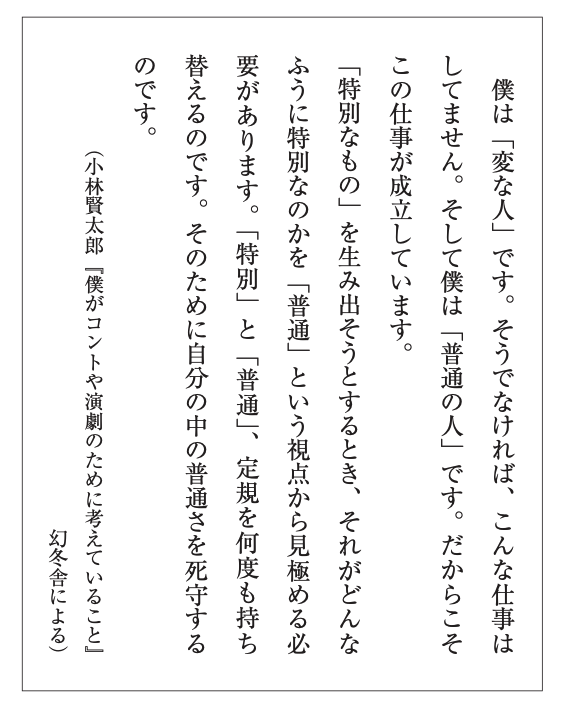 僕は「変な人」です。そうでなければ、こんな仕事は
してません。そして僕は「普通の人」です。だからこそ
この仕事が成立しています。
「特別なもの」を生み出そうとするとき、それがどんな
ふうに特別なのかを「普通」という視点から見極める必
要があります。「特別」と「普通」、定規を何度も持ち
替えるのです。そのために自分の中の普通さを死守する
のです。
(小林賢太郎『僕がコントや演劇のために考えていること』
幻冬舎による)